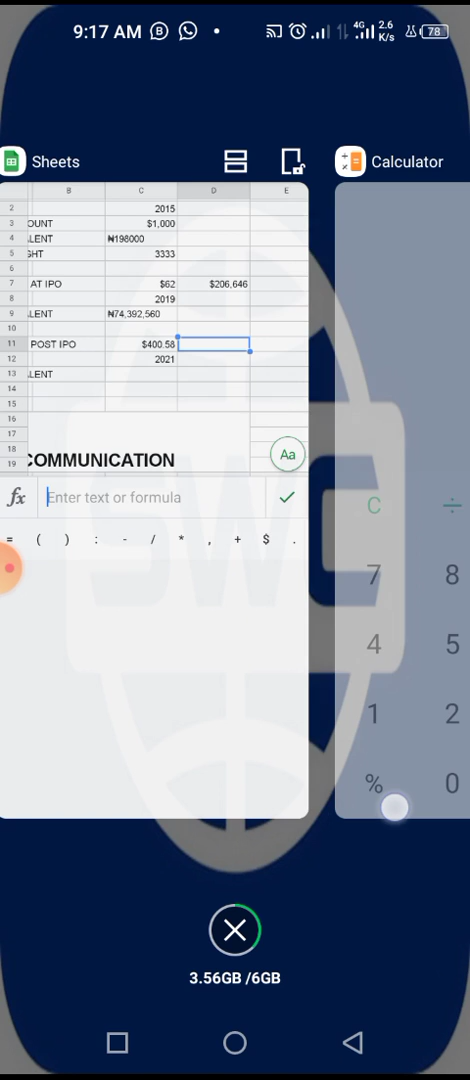 9:17 AM B 4G 2.6 K/s 78
Sheets Calculator
B C D E
2 2015
3 OUNT $1,000
4 LENT ₦198000
5 GHT 3333
6
7 AT IPO $62 $206,646
8 2019
9 LENT ₦74,392,560
10
11 POST IPO $400.58
12 2021
13 LENT
14
15
16
17
18
19 COMMUNICATION
Aa
fx Enter text or formula
= ( ) : - / * , + $ .
SWG
C ÷
7 8
4 5
1 2
% 0
3.56GB /6GB